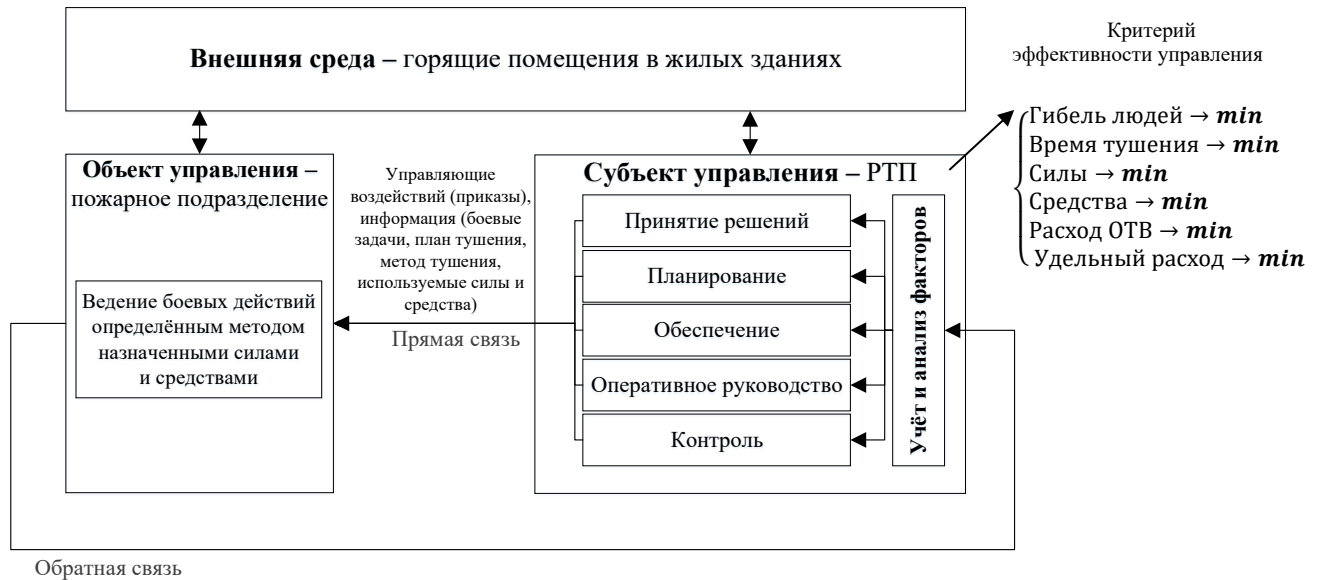 Внешняя среда – горящие помещения в жилых зданиях
Критерий
эффективности управления
Гибель людей → min
Время тушения → min
Силы → min
Средства → min
Расход ОТВ → min
Удельный расход → min
Объект управления –
пожарное подразделение
Ведение боевых действий
определённым методом
назначенными силами
и средствами
Управляющие
воздействий (приказы),
информация (боевые
задачи, план тушения,
метод тушения,
используемые силы и
средства)
Прямая связь
Субъект управления – РТП
Принятие решений
Планирование
Обеспечение
Оперативное руководство
Контроль
Учёт и анализ факторов
Обратная связь